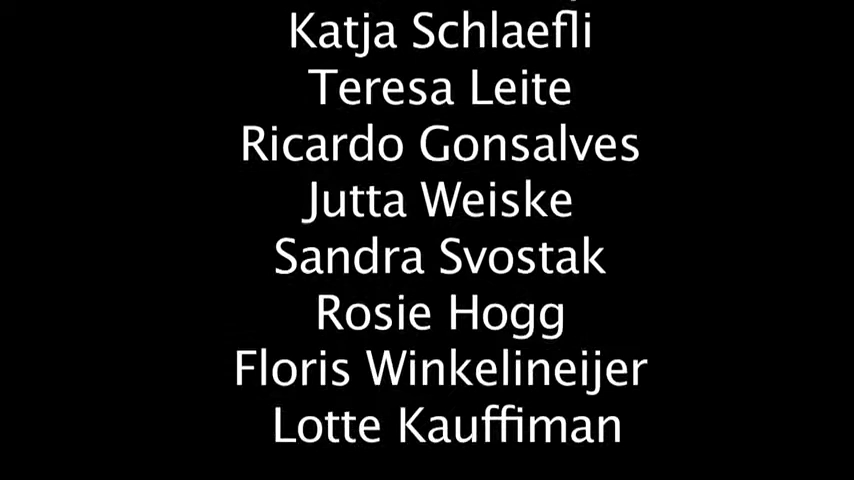 Katja Schlaefli
Teresa Leite
Ricardo Gonsalves
Jutta Weiske
Sandra Svostak
Rosie Hogg
Floris Winkelineijer
Lotte Kauffiman